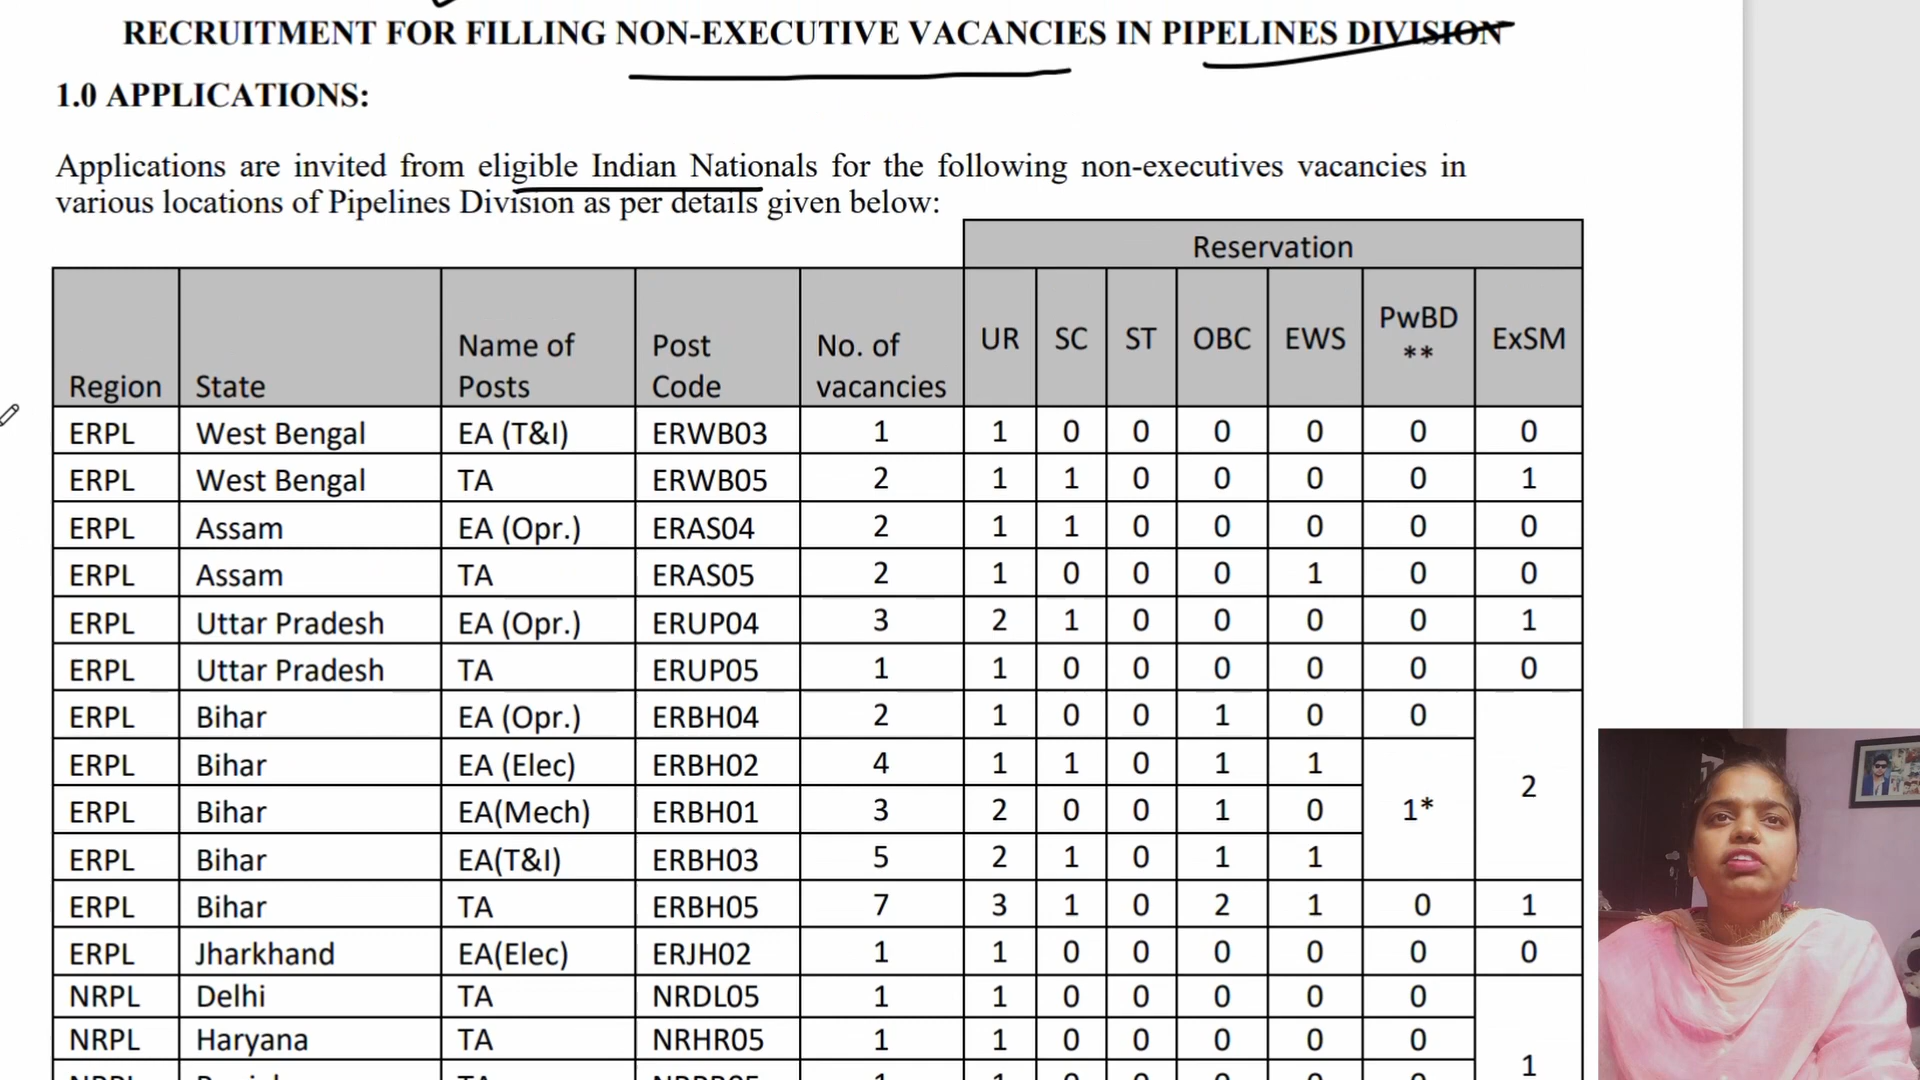 RECRUITMENT FOR FILLING NON-EXECUTIVE VACANCIES IN PIPELINES DIVISION
1.0 APPLICATIONS:
Applications are invited from eligible Indian Nationals for the following non-executives vacancies in
various locations of Pipelines Division as per details given below:
Reservation
Region State Name of Posts Post Code No. of vacancies UR SC ST OBC EWS PwBD ** ExSM
ERPL West Bengal EA (T&I) ERWB03 1 1 0 0 0 0 0 0
ERPL West Bengal TA ERWB05 2 1 1 0 0 0 0 1
ERPL Assam EA (Opr.) ERAS04 2 1 1 0 0 0 0 0
ERPL Assam TA ERAS05 2 1 0 0 0 1 0 0
ERPL Uttar Pradesh EA (Opr.) ERUP04 3 2 1 0 0 0 0 1
ERPL Uttar Pradesh TA ERUP05 1 1 0 0 0 0 0 0
ERPL Bihar EA (Opr.) ERBH04 2 1 0 0 1 0 0
ERPL Bihar EA (Elec) ERBH02 4 1 1 0 1 1
2
ERPL Bihar EA(Mech) ERBH01 3 2 0 0 1 0 1*
ERPL Bihar EA(T&I) ERBH03 5 2 1 0 1 1
ERPL Bihar TA ERBH05 7 3 1 0 2 1 0 1
ERPL Jharkhand EA(Elec) ERJH02 1 1 0 0 0 0 0 0
NRPL Delhi TA NRDL05 1 1 0 0 0 0 0
NRPL Haryana TA NRHR05 1 1 0 0 0 0 0
1